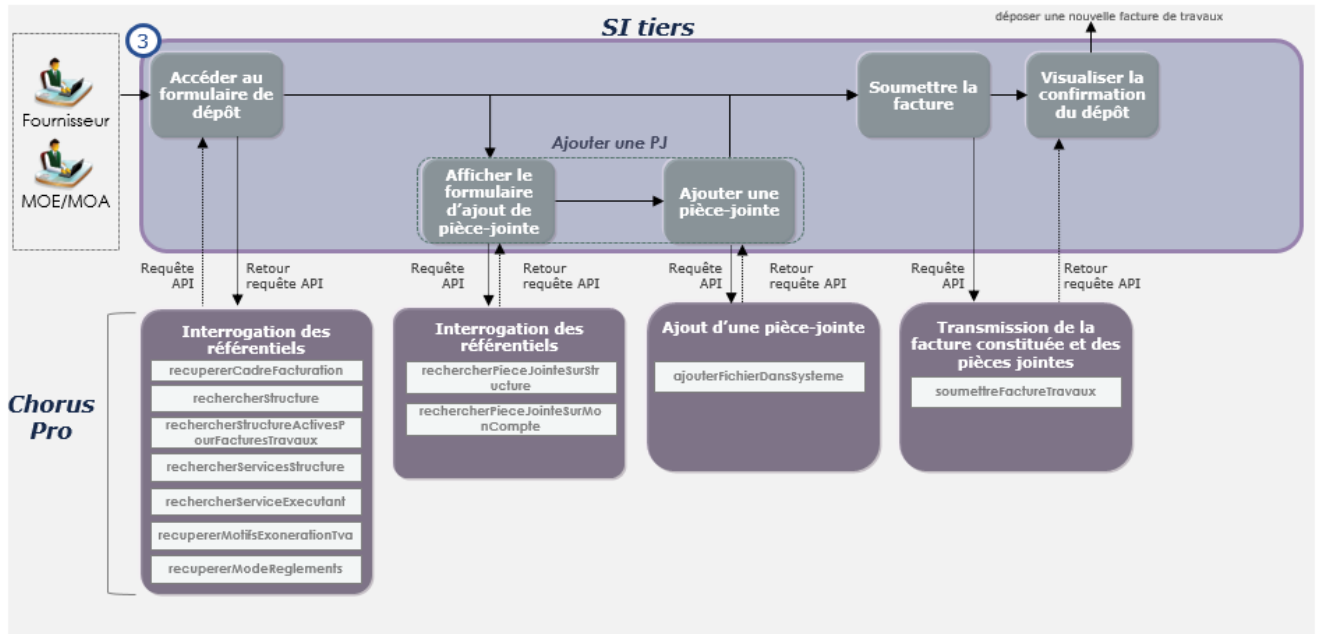 déposer une nouvelle facture de travaux
SI tiers
3
Fournisseur
MOE/MOA
Accéder au
formulaire de
dépôt
Soumettre la
facture
Visualiser la
confirmation
du dépôt
Ajouter une PJ
Afficher le
formulaire
d'ajout de
pièce-jointe
Ajouter une
pièce-jointe
Requête
API
Retour
requête API
Requête
API
Retour
requête API
Requête
API
Retour
requête API
Requête
API
Retour
requête API
Chorus
Pro
Interrogation des
référentiels
recupererCadreFacturation
rechercherStructure
rechercherStructureActivesP
ourFacturesTravaux
rechercherServicesStructure
rechercherServiceExecutant
recupererMotifsExonerationTva
recupererModeReglements
Interrogation des
référentiels
rechercherPieceJointeSurStr
ucture
rechercherPieceJointeSurMo
nCompte
Ajout d'une pièce-jointe
ajouterFichierDansSysteme
Transmission de la
facture constituée et des
pièces jointes
soumettreFactureTravaux